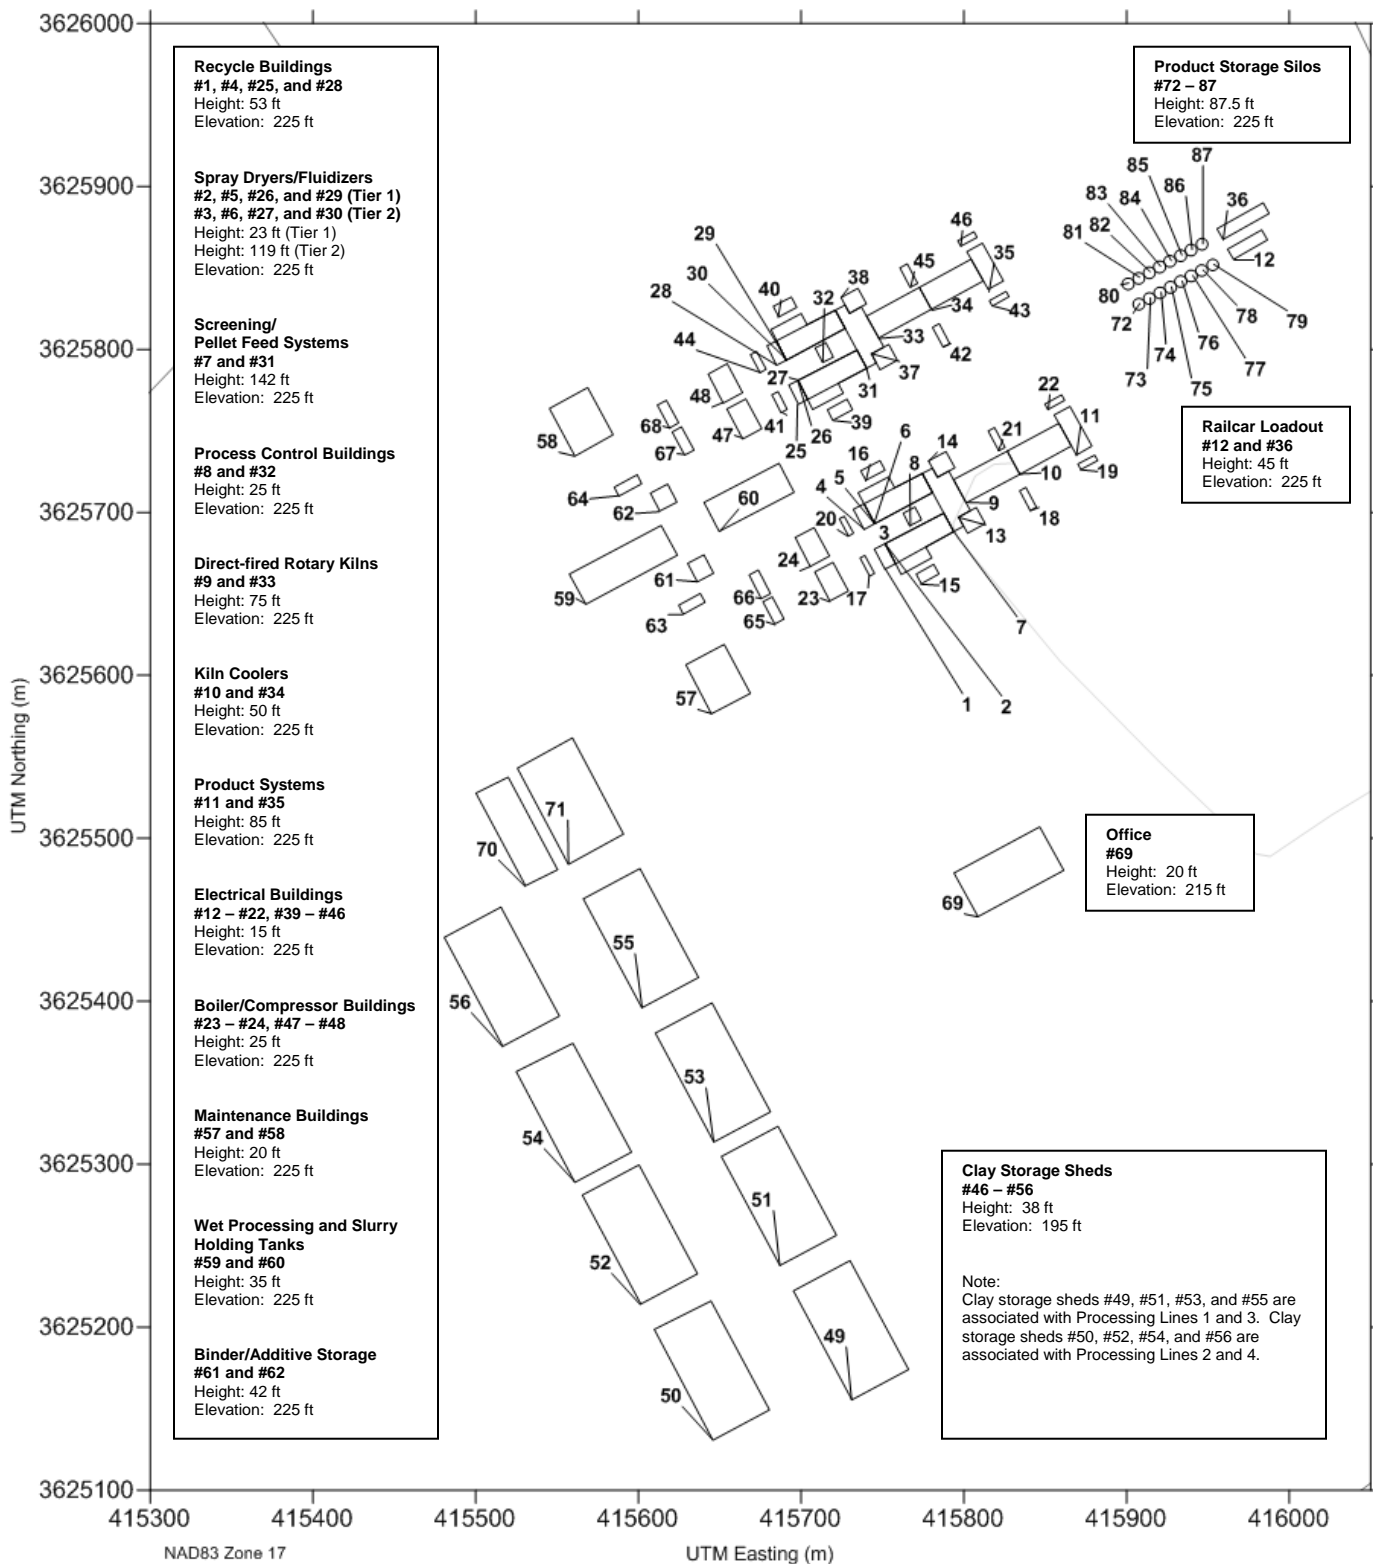 3626000
3625900
3625800
3625700
3625600
3625500
3625400
3625300
3625200
3625100
UTM Northing (m)
Recycle Buildings
#1, #4, #25, and #28
Height: 53 ft
Elevation: 225 ft
Spray Dryers/Fluidizers
#2, #5, #26, and #29 (Tier 1)
#3, #6, #27, and #30 (Tier 2)
Height: 23 ft (Tier 1)
Height: 119 ft (Tier 2)
Elevation: 225 ft
Screening/
Pellet Feed Systems
#7 and #31
Height: 142 ft
Elevation: 225 ft
Process Control Buildings
#8 and #32
Height: 25 ft
Elevation: 225 ft
Direct-fired Rotary Kilns
#9 and #33
Height: 75 ft
Elevation: 225 ft
Kiln Coolers
#10 and #34
Height: 50 ft
Elevation: 225 ft
Product Systems
#11 and #35
Height: 85 ft
Elevation: 225 ft
Electrical Buildings
#12 – #22, #39 – #46
Height: 15 ft
Elevation: 225 ft
Boiler/Compressor Buildings
#23 – #24, #47 – #48
Height: 25 ft
Elevation: 225 ft
Maintenance Buildings
#57 and #58
Height: 20 ft
Elevation: 225 ft
Wet Processing and Slurry
Holding Tanks
#59 and #60
Height: 35 ft
Elevation: 225 ft
Binder/Additive Storage
#61 and #62
Height: 42 ft
Elevation: 225 ft
Product Storage Silos
#72 – 87
Height: 87.5 ft
Elevation: 225 ft
87
85
86
83
84
36
82
81
12
80
72
79
78
74
76
77
73
75
46
29
35
45
30
38
40
32
28
43
34
44
33
42
27
37
31
48
41
39
68
47
26
58
67
25
22
11
6
14
21
16
8
5
19
64
60
4
10
62
9
20
18
3
13
24
61
15
59
66
23
17
63
65
7
57
1
2
Railcar Loadout
#12 and #36
Height: 45 ft
Elevation: 225 ft
71
70
Office
#69
Height: 20 ft
Elevation: 215 ft
69
55
56
53
54
51
52
49
50
Clay Storage Sheds
#46 – #56
Height: 38 ft
Elevation: 195 ft
Note:
Clay storage sheds #49, #51, #53, and #55 are
associated with Processing Lines 1 and 3. Clay
storage sheds #50, #52, #54, and #56 are
associated with Processing Lines 2 and 4.
415300 415400 415500 415600 415700 415800 415900 416000
NAD83 Zone 17
UTM Easting (m)